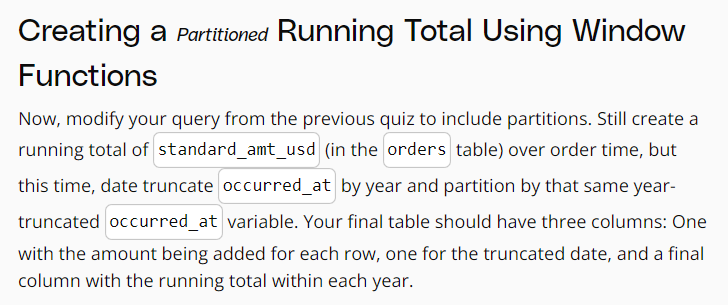 Creating a Partitioned Running Total Using Window
Functions
Now, modify your query from the previous quiz to include partitions. Still create a
running total of standard_amt_usd (in the orders table) over order time, but
this time, date truncate occurred_at by year and partition by that same year-
truncated occurred_at variable. Your final table should have three columns: One
with the amount being added for each row, one for the truncated date, and a final
column with the running total within each year.